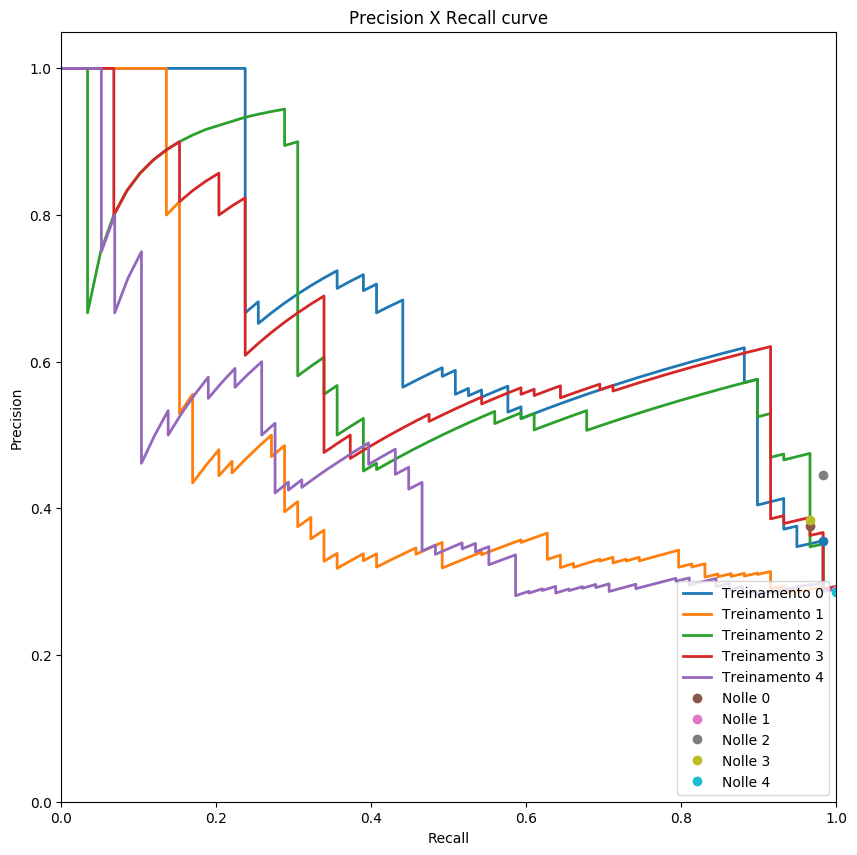 Precision X Recall curve
1.0
0.8
0.6
0.4
0.2
0.0
Precision
0.0 0.2 0.4 0.6 0.8 1.0
Recall
Treinamento 0
Treinamento 1
Treinamento 2
Treinamento 3
Treinamento 4
Nolle 0
Nolle 1
Nolle 2
Nolle 3
Nolle 4